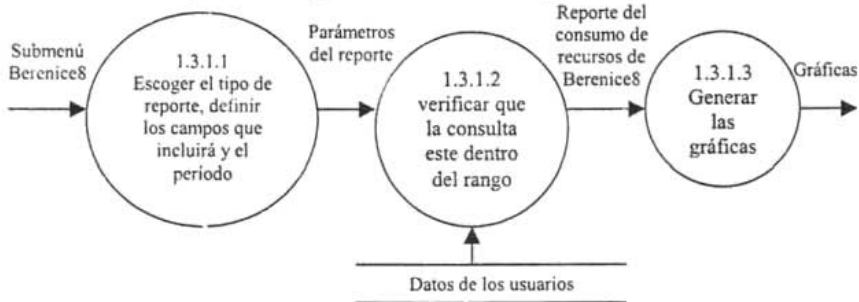 Submenú
Berenice8
1.3.1.1
Escoger el tipo de
reporte, definir
los campos que
incluirá y el
período
Parámetros
del reporte
1.3.1.2
verificar que
la consulta
este dentro
del rango
Reporte del
consumo de
recursos de
Berenice8
1.3.1.3
Generar
las
gráficas
Gráficas
Datos de los usuarios